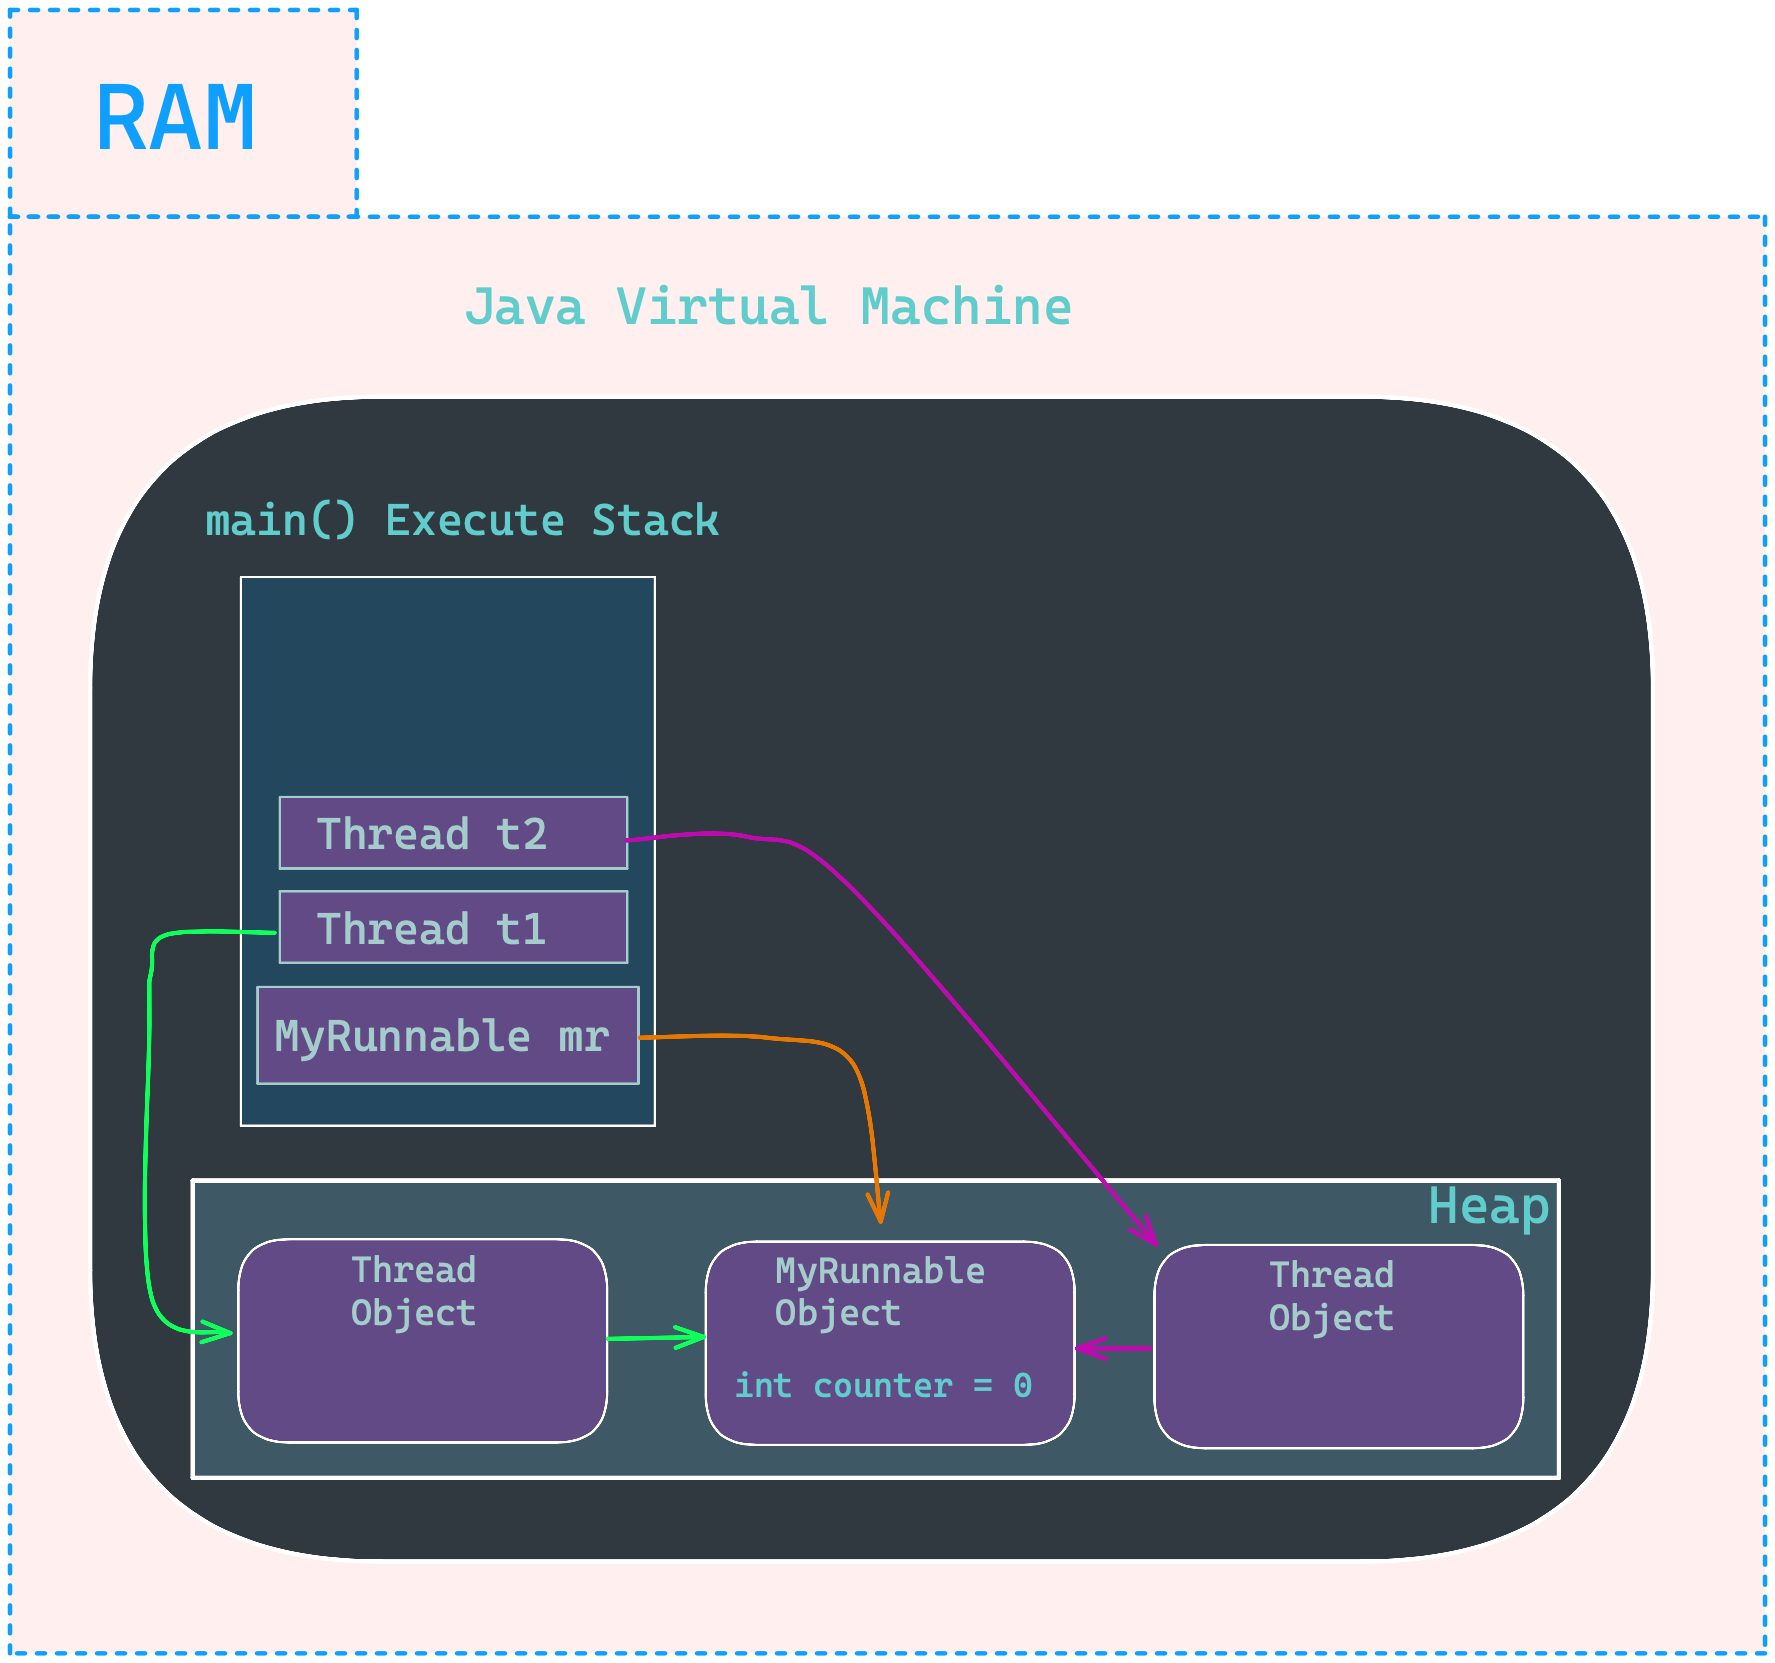 RAM
Java Virtual Machine
main() Execute Stack
Thread t2
Thread t1
MyRunnable mr
Heap
Thread
Object
MyRunnable
Object
int counter = 0
Thread
Object